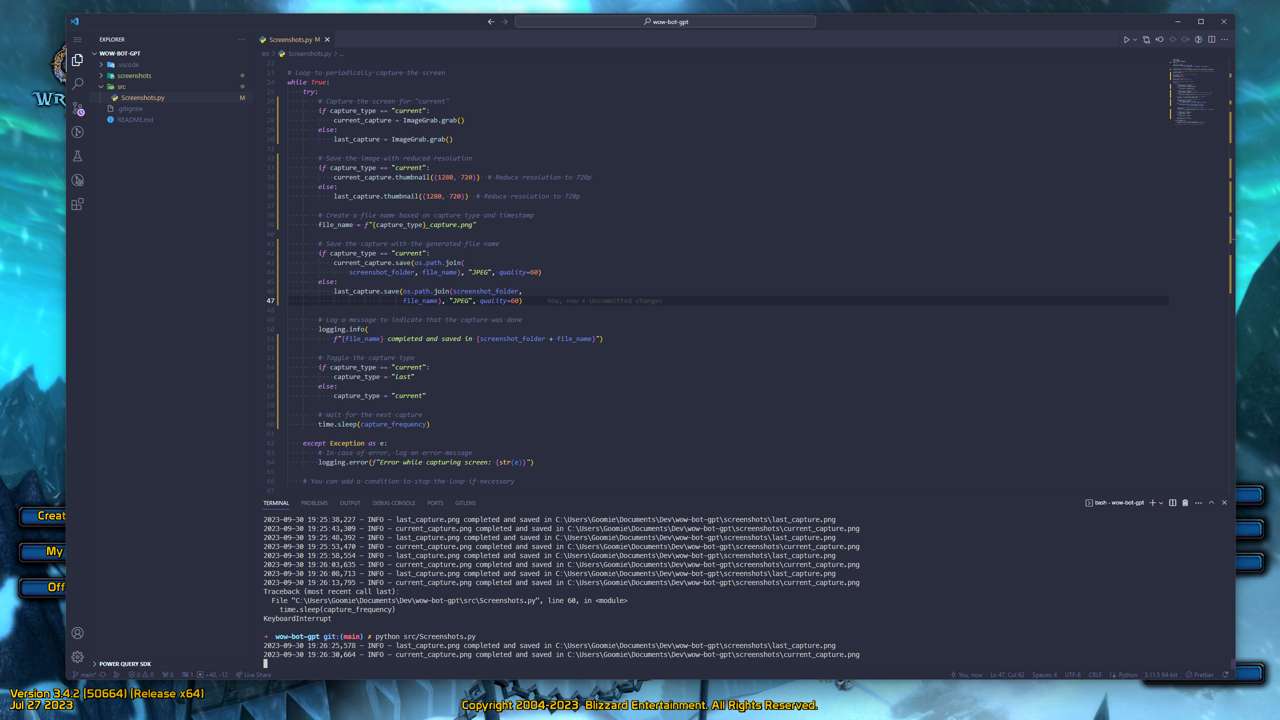 wow-bot-gpt
EXPLORER
Screenshots.py M
WOW-BOT-GPT
.vscode
screenshots
src
Screenshots.py M
.gitignore
README.md
src > Screenshots.py > ...
# Loop to periodically capture the screen
while True:
try:
# Capture the screen for "current"
if capture_type == "current":
current_capture = ImageGrab.grab()
else:
last_capture = ImageGrab.grab()
# Save the image with reduced resolution
if capture_type == "current":
current_capture.thumbnail((1280, 720)) # Reduce resolution to 720p
else:
last_capture.thumbnail((1280, 720)) # Reduce resolution to 720p
# Create a file name based on capture type and timestamp
file_name = f"{capture_type}_capture.png"
# Save the capture with the generated file name
if capture_type == "current":
current_capture.save(os.path.join(
screenshot_folder, file_name), "JPEG", quality=60)
else:
last_capture.save(os.path.join(screenshot_folder,
47 file_name), "JPEG", quality=60) You, now • Uncommitted changes
# Log a message to indicate that the capture was done
logging.info(
f"{file_name} completed and saved in {screenshot_folder + file_name}")
# Toggle the capture type
if capture_type == "current":
capture_type = "last"
else:
capture_type = "current"
# Wait for the next capture
time.sleep(capture_frequency)
except Exception as e:
# In case of error, log an error message
logging.error(f"Error while capturing screen: {str(e)}")
# You can add a condition to stop the loop if necessary
TERMINAL PROBLEMS OUTPUT DEBUG CONSOLE PORTS GITLENS
bash - wow-bot-gpt
2023-09-30 19:25:38,227 - INFO - last_capture.png completed and saved in C:\Users\Goomie\Documents\Dev\wow-bot-gpt\screenshots\last_capture.png
2023-09-30 19:25:43,309 - INFO - current_capture.png completed and saved in C:\Users\Goomie\Documents\Dev\wow-bot-gpt\screenshots\current_capture.png
2023-09-30 19:25:48,392 - INFO - last_capture.png completed and saved in C:\Users\Goomie\Documents\Dev\wow-bot-gpt\screenshots\last_capture.png
2023-09-30 19:25:53,470 - INFO - current_capture.png completed and saved in C:\Users\Goomie\Documents\Dev\wow-bot-gpt\screenshots\current_capture.png
2023-09-30 19:25:58,554 - INFO - last_capture.png completed and saved in C:\Users\Goomie\Documents\Dev\wow-bot-gpt\screenshots\last_capture.png
2023-09-30 19:26:03,635 - INFO - current_capture.png completed and saved in C:\Users\Goomie\Documents\Dev\wow-bot-gpt\screenshots\current_capture.png
2023-09-30 19:26:08,713 - INFO - last_capture.png completed and saved in C:\Users\Goomie\Documents\Dev\wow-bot-gpt\screenshots\last_capture.png
2023-09-30 19:26:13,795 - INFO - current_capture.png completed and saved in C:\Users\Goomie\Documents\Dev\wow-bot-gpt\screenshots\current_capture.png
Traceback (most recent call last):
File "C:\Users\Goomie\Documents\Dev\wow-bot-gpt\src\Screenshots.py", line 60, in <module>
time.sleep(capture_frequency)
KeyboardInterrupt
→ wow-bot-gpt git:(main) ✗ python src/Screenshots.py
2023-09-30 19:26:25,578 - INFO - last_capture.png completed and saved in C:\Users\Goomie\Documents\Dev\wow-bot-gpt\screenshots\last_capture.png
2023-09-30 19:26:30,664 - INFO - current_capture.png completed and saved in C:\Users\Goomie\Documents\Dev\wow-bot-gpt\screenshots\current_capture.png
POWER QUERY SDK
main* Live Share You, now Ln 47, Col 62 Spaces: 4 UTF-8 CRLF Python 3.11.5 64-bit Prettier
WR
Creat
My
Off
Version 3.4.2 (50664) (Release x64)
Jul 27 2023
Copyright 2004-2023 Blizzard Entertainment. All Rights Reserved.